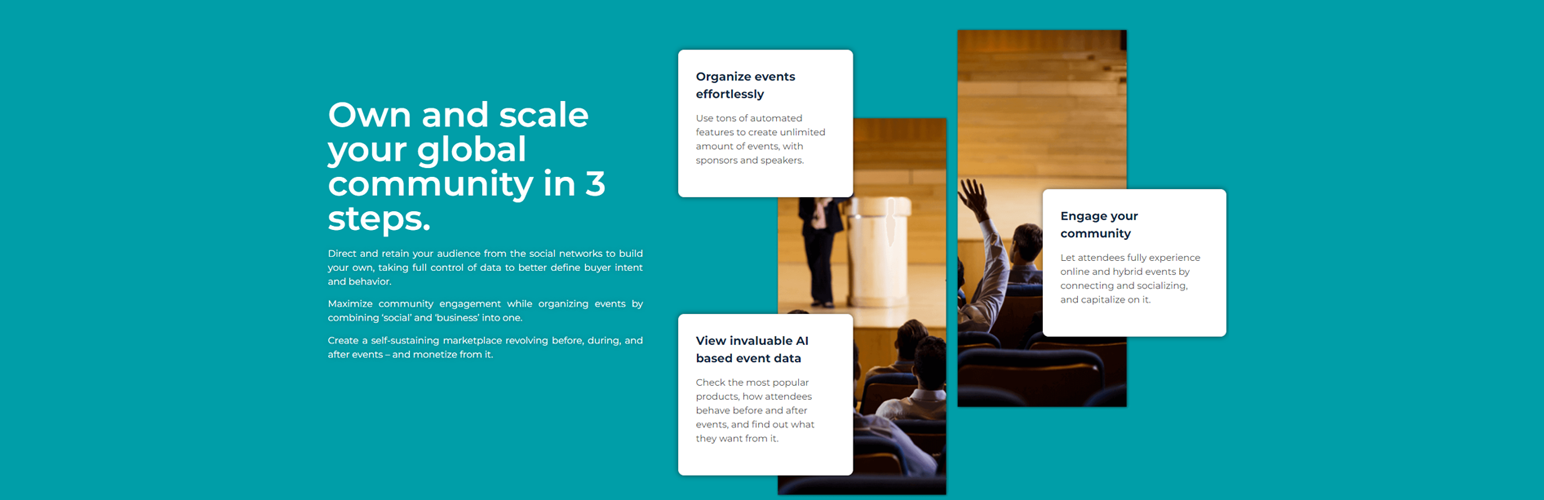 Own and scale
your global
community in 3
steps.
Direct and retain your audience from the social networks to build
your own, taking full control of data to better define buyer intent
and behavior.
Maximize community engagement while organizing events by
combining ‘social’ and ‘business’ into one.
Create a self-sustaining marketplace revolving before, during, and
after events – and monetize from it.
Organize events
effortlessly
Use tons of automated
features to create unlimited
amount of events, with
sponsors and speakers.
Engage your
community
Let attendees fully experience
online and hybrid events by
connecting and socializing,
and capitalize on it.
View invaluable AI
based event data
Check the most popular
products, how attendees
behave before and after
events, and find out what
they want from it.